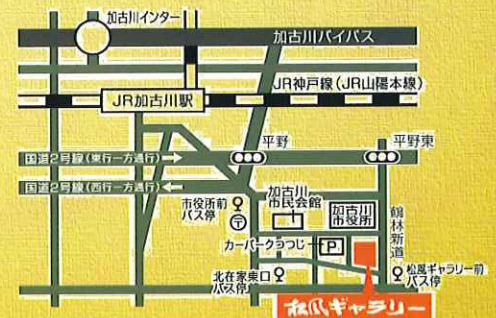 加古川インター
加古川バイパス
JR神戸線(JR山陽本線)
JR加古川駅
平野
平野東
国道2号線(東行一方通行)→
国道2号線(西行一方通行)←
市役所前
バス停
加古川
市民会館
加古川
市役所
鶴林新道
カーパークうつじ
P
北在家東口
バス停
松風ギャラリー前
バス停
松風ギャラリー